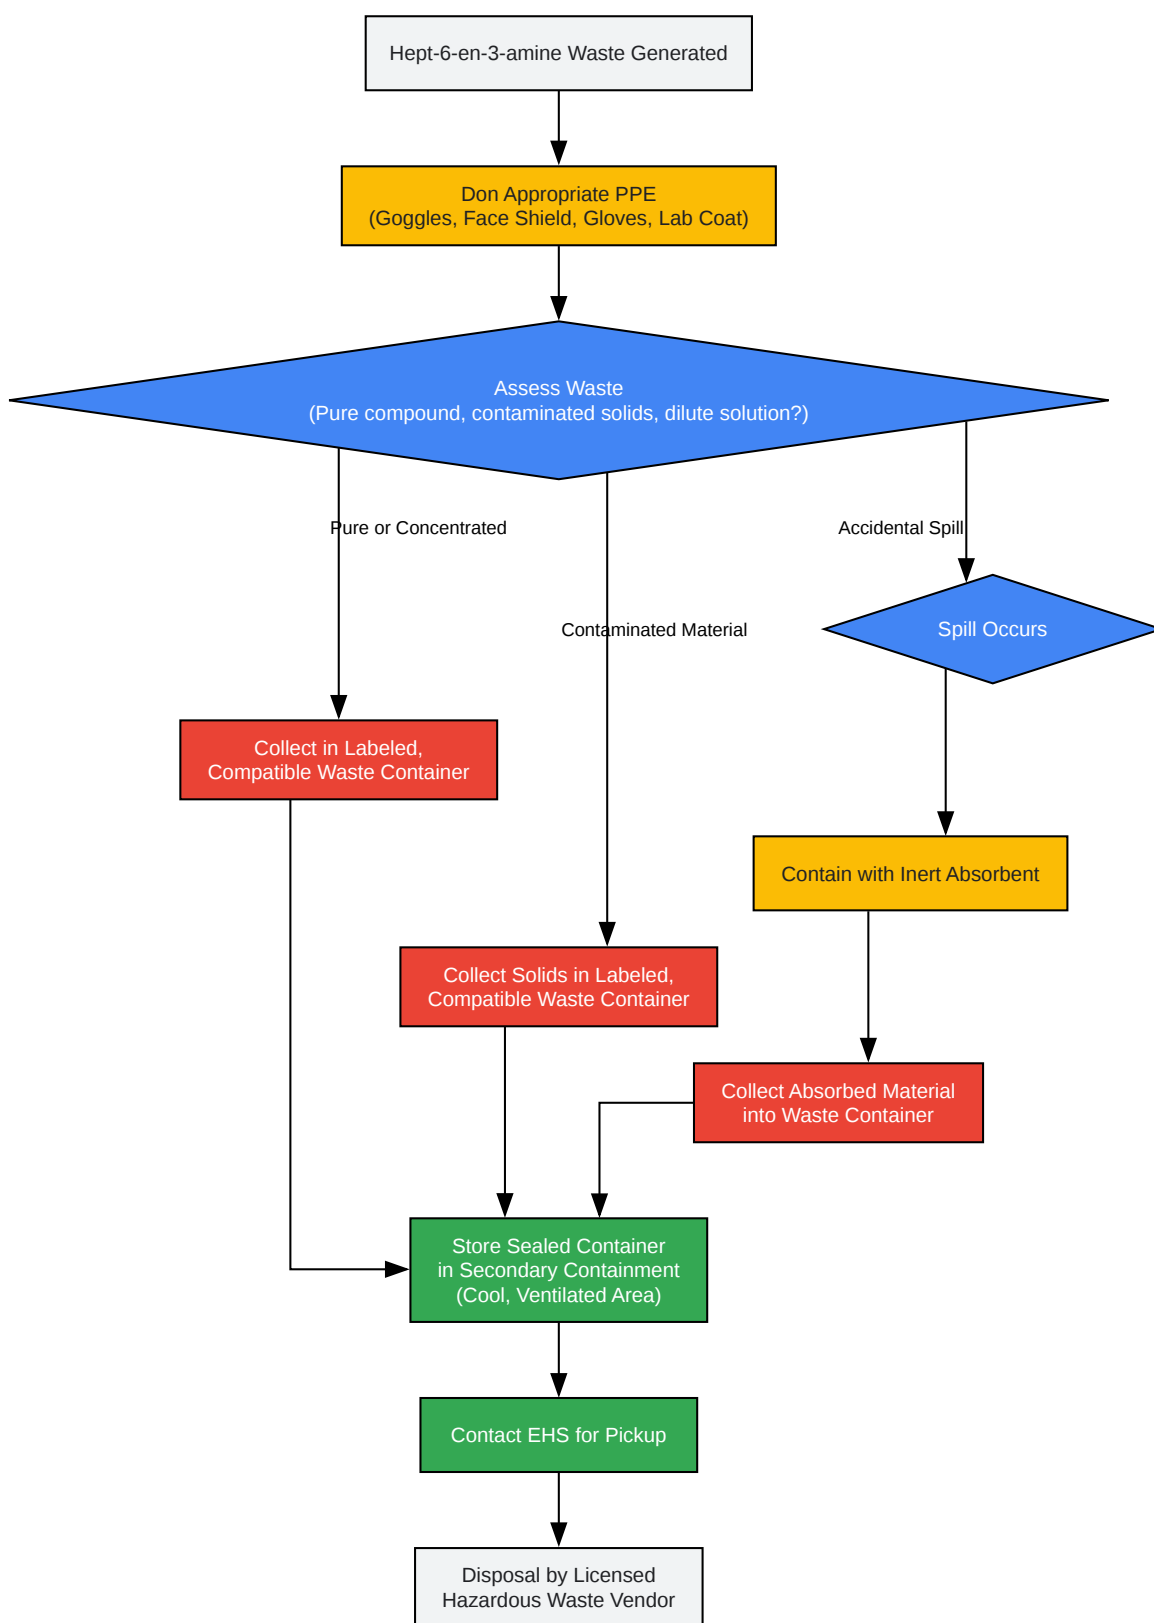 Hept-6-en-3-amine Waste Generated
Don Appropriate PPE
(Goggles, Face Shield, Gloves, Lab Coat)
Assess Waste
(Pure compound, contaminated solids, dilute solution?)
Pure or Concentrated
Accidental Spill
Contaminated Material
Spill Occurs
Collect in Labeled,
Compatible Waste Container
Contain with Inert Absorbent
Collect Solids in Labeled,
Compatible Waste Container
Collect Absorbed Material
into Waste Container
Store Sealed Container
in Secondary Containment
(Cool, Ventilated Area)
Contact EHS for Pickup
Disposal by Licensed
Hazardous Waste Vendor